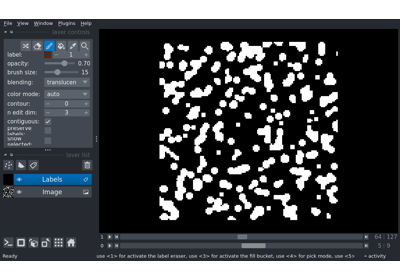 File View Window Plugins Help
layer controls
label: 1
opacity: 0.70
brush size: 15
blending: translucen
color mode: auto
contour: 0
n edit dim: 3
contiguous:
preserve
labels:
show
selected:
layer list
Labels
Image
1 64 127
0 5 9
Ready use <1> for activate the label eraser, use <3> for activate the fill bucket, use <4> for pick mode, use <5> activity